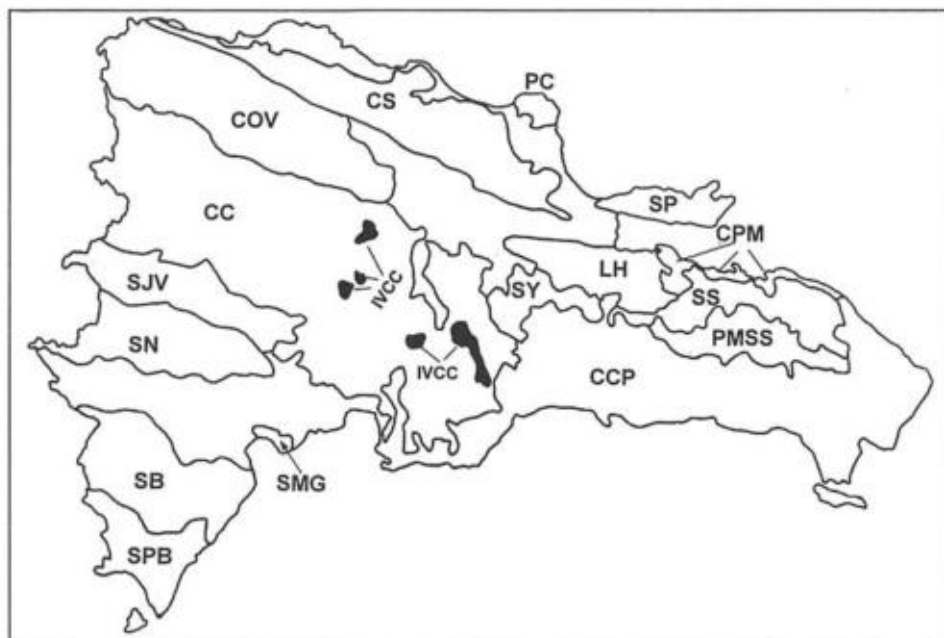 PC
CS
COV
SP
CC
CPM
LH
SJV
IVCC
SY
SS
SN
PMSS
IVCC
CCP
SB
SMG
SPB